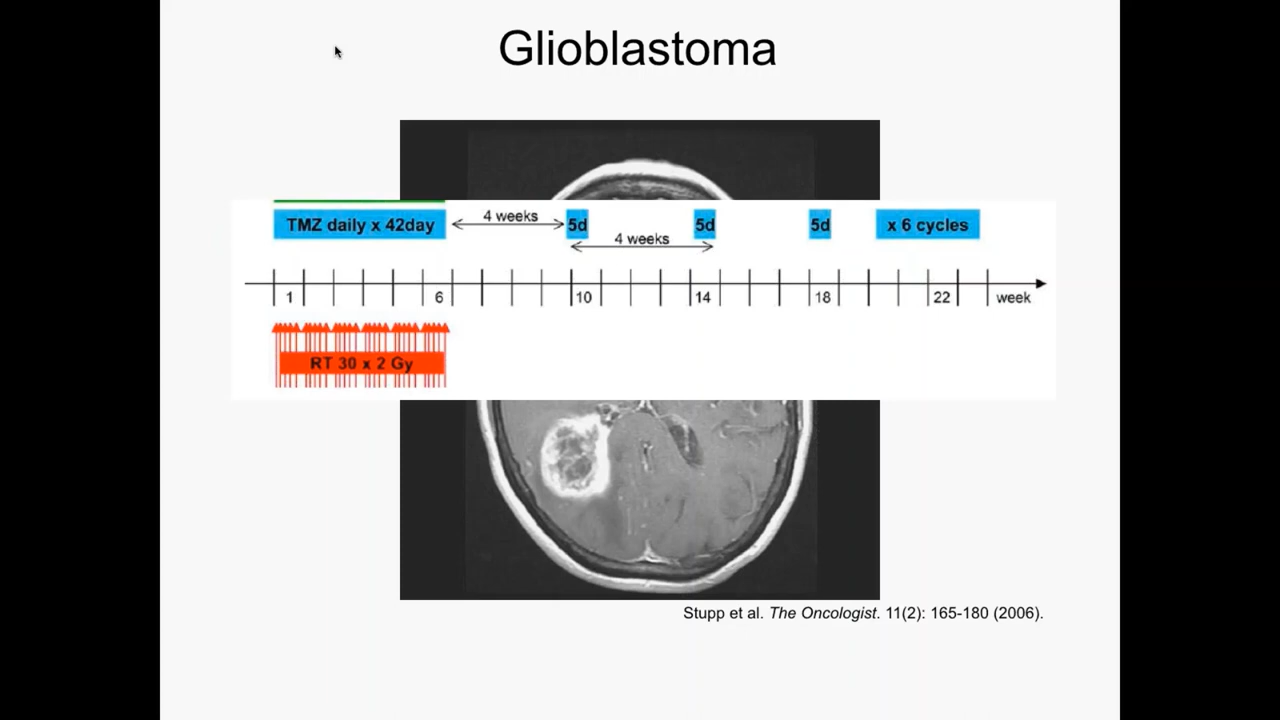 Glioblastoma
TMZ daily x 42day
4 weeks
5d
4 weeks
5d
5d
x 6 cycles
1 6 10 14 18 22 week
RT 30 x 2 Gy
Stupp et al. The Oncologist. 11(2): 165-180 (2006).